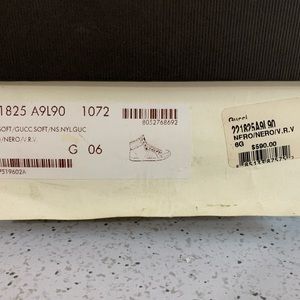 1825 A9L90 1072
SOFT/GUCC.SOFT/NS.NYL.GUC
8052768692
O/NERO/V.R.V.
G 06
P519602A
Gucci
221825A9L90
NERO/NERO/V.R.V
6G
$590.00